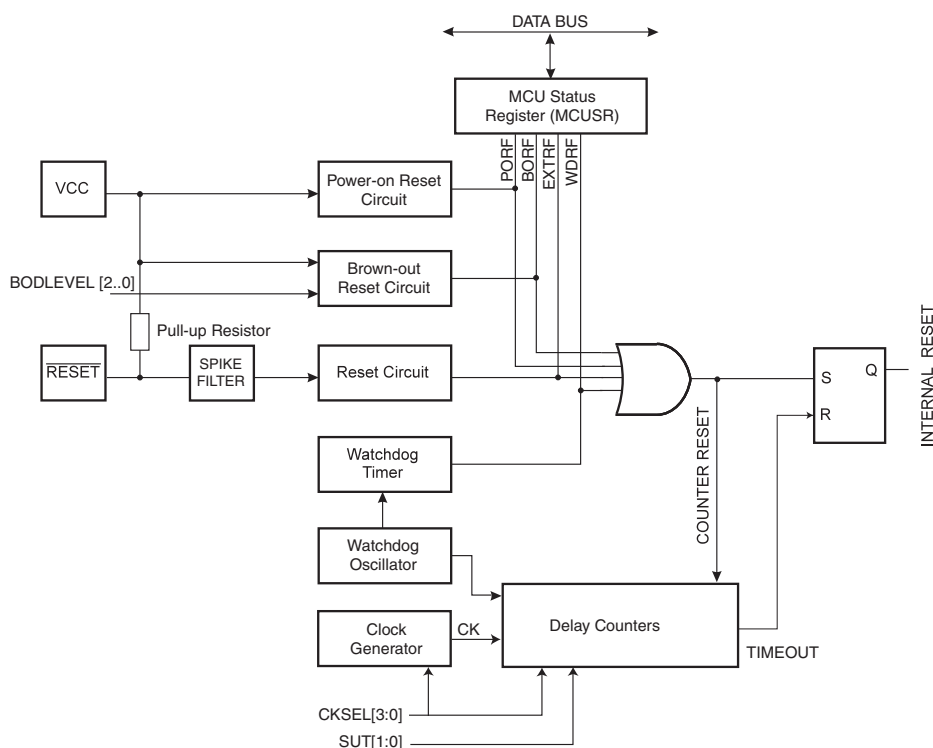 DATA BUS
MCU Status
Register (MCUSR)
PORF
BORF
EXTRF
WDRF
VCC
Power-on Reset
Circuit
Brown-out
Reset Circuit
BODLEVEL [2..0]
Pull-up Resistor
RESET
SPIKE
FILTER
Reset Circuit
S
Q
R
INTERNAL RESET
COUNTER RESET
Watchdog
Timer
Watchdog
Oscillator
Clock
Generator
CK
Delay Counters
TIMEOUT
CKSEL[3:0]
SUT[1:0]